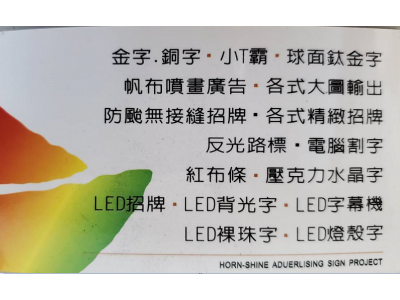 金字.銅字・小T霸・球面鈦金字
帆布噴畫廣告・各式大圖輸出
防颱無接縫招牌・各式精緻招牌
反光路標・電腦割字
紅布條・壓克力水晶字
LED招牌・LED背光字・LED字幕機
LED裸珠字・LED燈殼字
HORN-SHINE ADUERLISING SIGN PROJECT